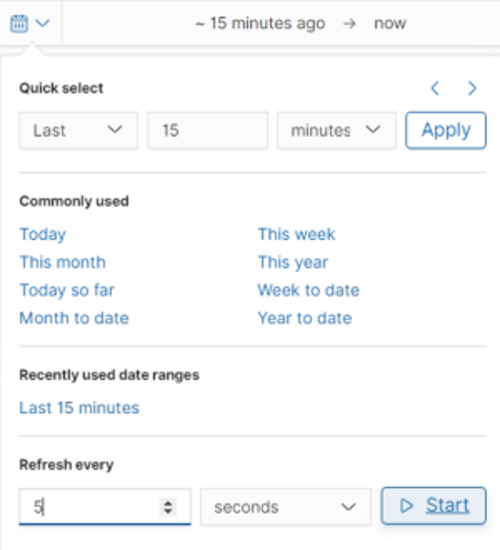 ~ 15 minutes ago → now
Quick select
Last 15 minutes Apply
Commonly used
Today This week
This month This year
Today so far Week to date
Month to date Year to date
Recently used date ranges
Last 15 minutes
Refresh every
5 seconds Start